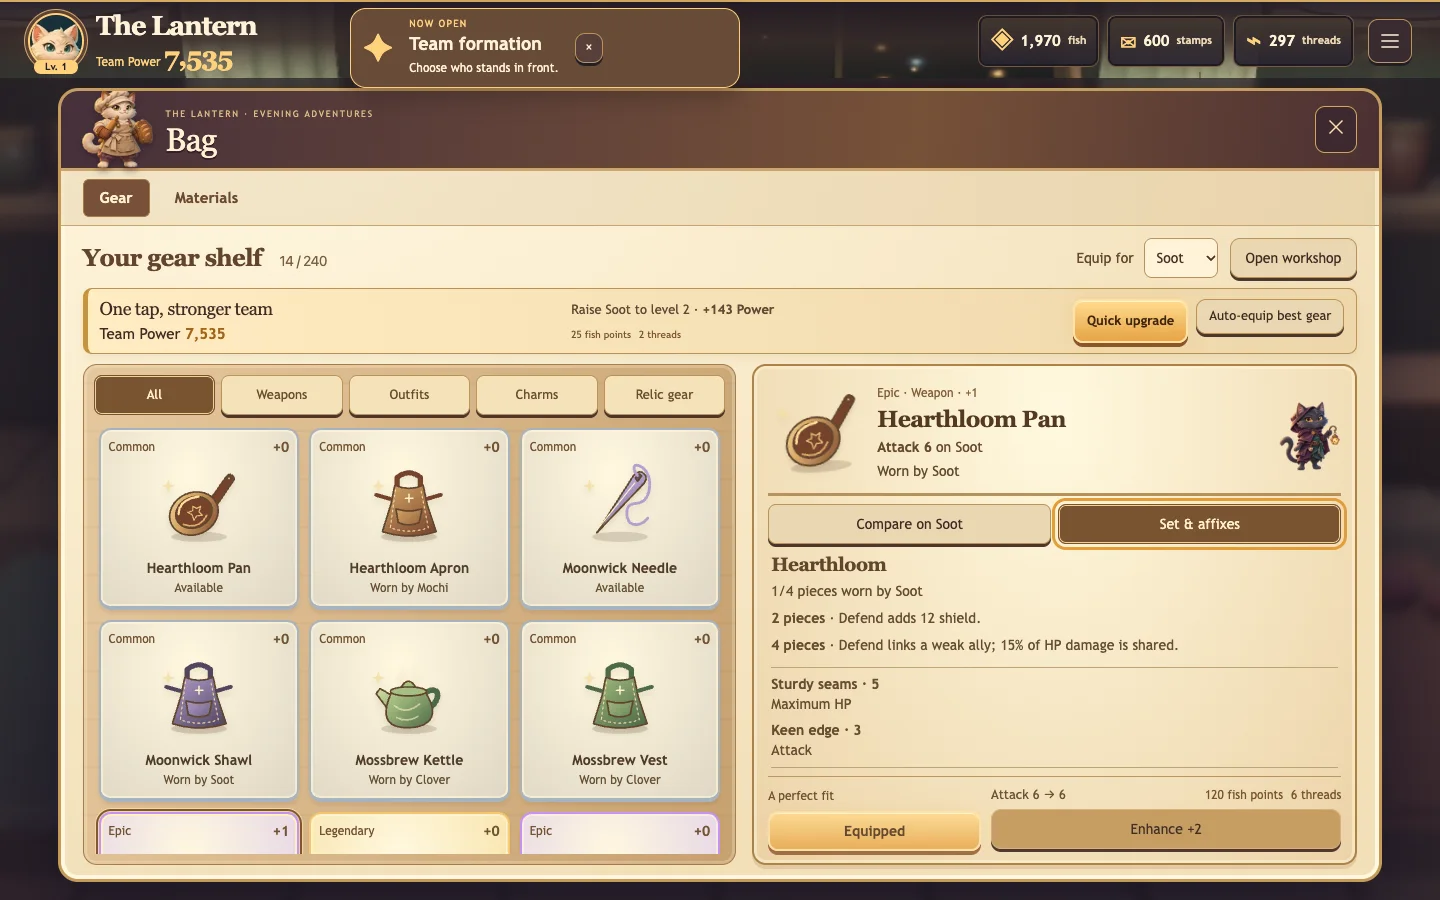 The Lantern
Team Power 7,535
Lv. 1
NOW OPEN
Team formation
Choose who stands in front.
×
1,970 fish
600 stamps
297 threads
THE LANTERN · EVENING ADVENTURES
Bag
Gear
Materials
Your gear shelf 14 / 240
Equip for Soot
Open workshop
One tap, stronger team
Team Power 7,535
Raise Soot to level 2 · +143 Power
25 fish points 2 threads
Quick upgrade
Auto-equip best gear
All
Weapons
Outfits
Charms
Relic gear
Common +0
Hearthloom Pan
Available
Common +0
Hearthloom Apron
Worn by Mochi
Common +0
Moonwick Needle
Available
Common +0
Moonwick Shawl
Worn by Soot
Common +0
Mossbrew Kettle
Worn by Clover
Common +0
Mossbrew Vest
Worn by Clover
Epic +1
Legendary +0
Epic +0
Epic · Weapon · +1
Hearthloom Pan
Attack 6 on Soot
Worn by Soot
Compare on Soot
Set & affixes
Hearthloom
1/4 pieces worn by Soot
2 pieces · Defend adds 12 shield.
4 pieces · Defend links a weak ally; 15% of HP damage is shared.
Sturdy seams · 5
Maximum HP
Keen edge · 3
Attack
A perfect fit
Equipped
Attack 6 → 6
120 fish points 6 threads
Enhance +2